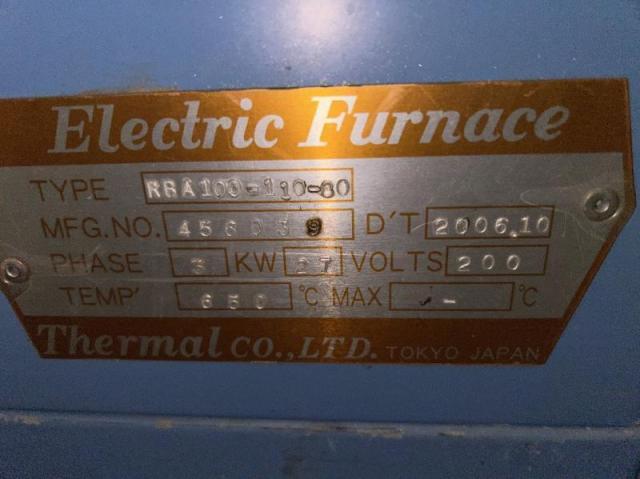 Electric Furnace
TYPE RBA100-110-80
MFG.NO. 456039 D'T 2006.10
PHASE 3 KW 27 VOLTS 200
TEMP' 650 °C MAX - °C
Thermal CO.,LTD. TOKYO JAPAN